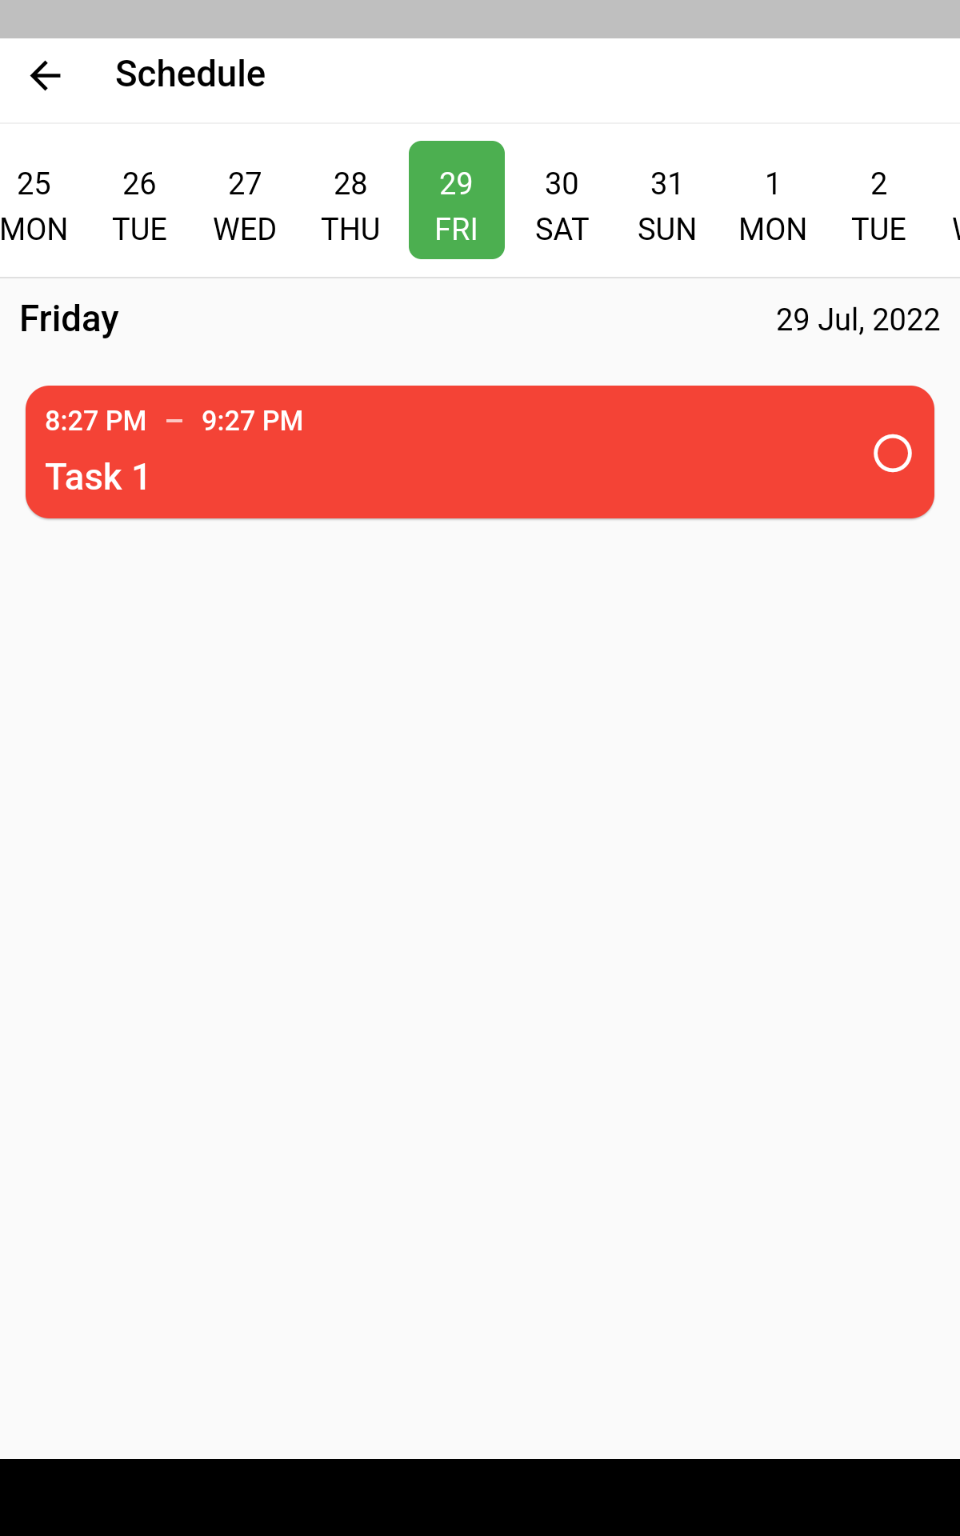 Schedule
25 26 27 28 29 30 31 1 2
MON TUE WED THU FRI SAT SUN MON TUE
Friday 29 Jul, 2022
8:27 PM – 9:27 PM
Task 1